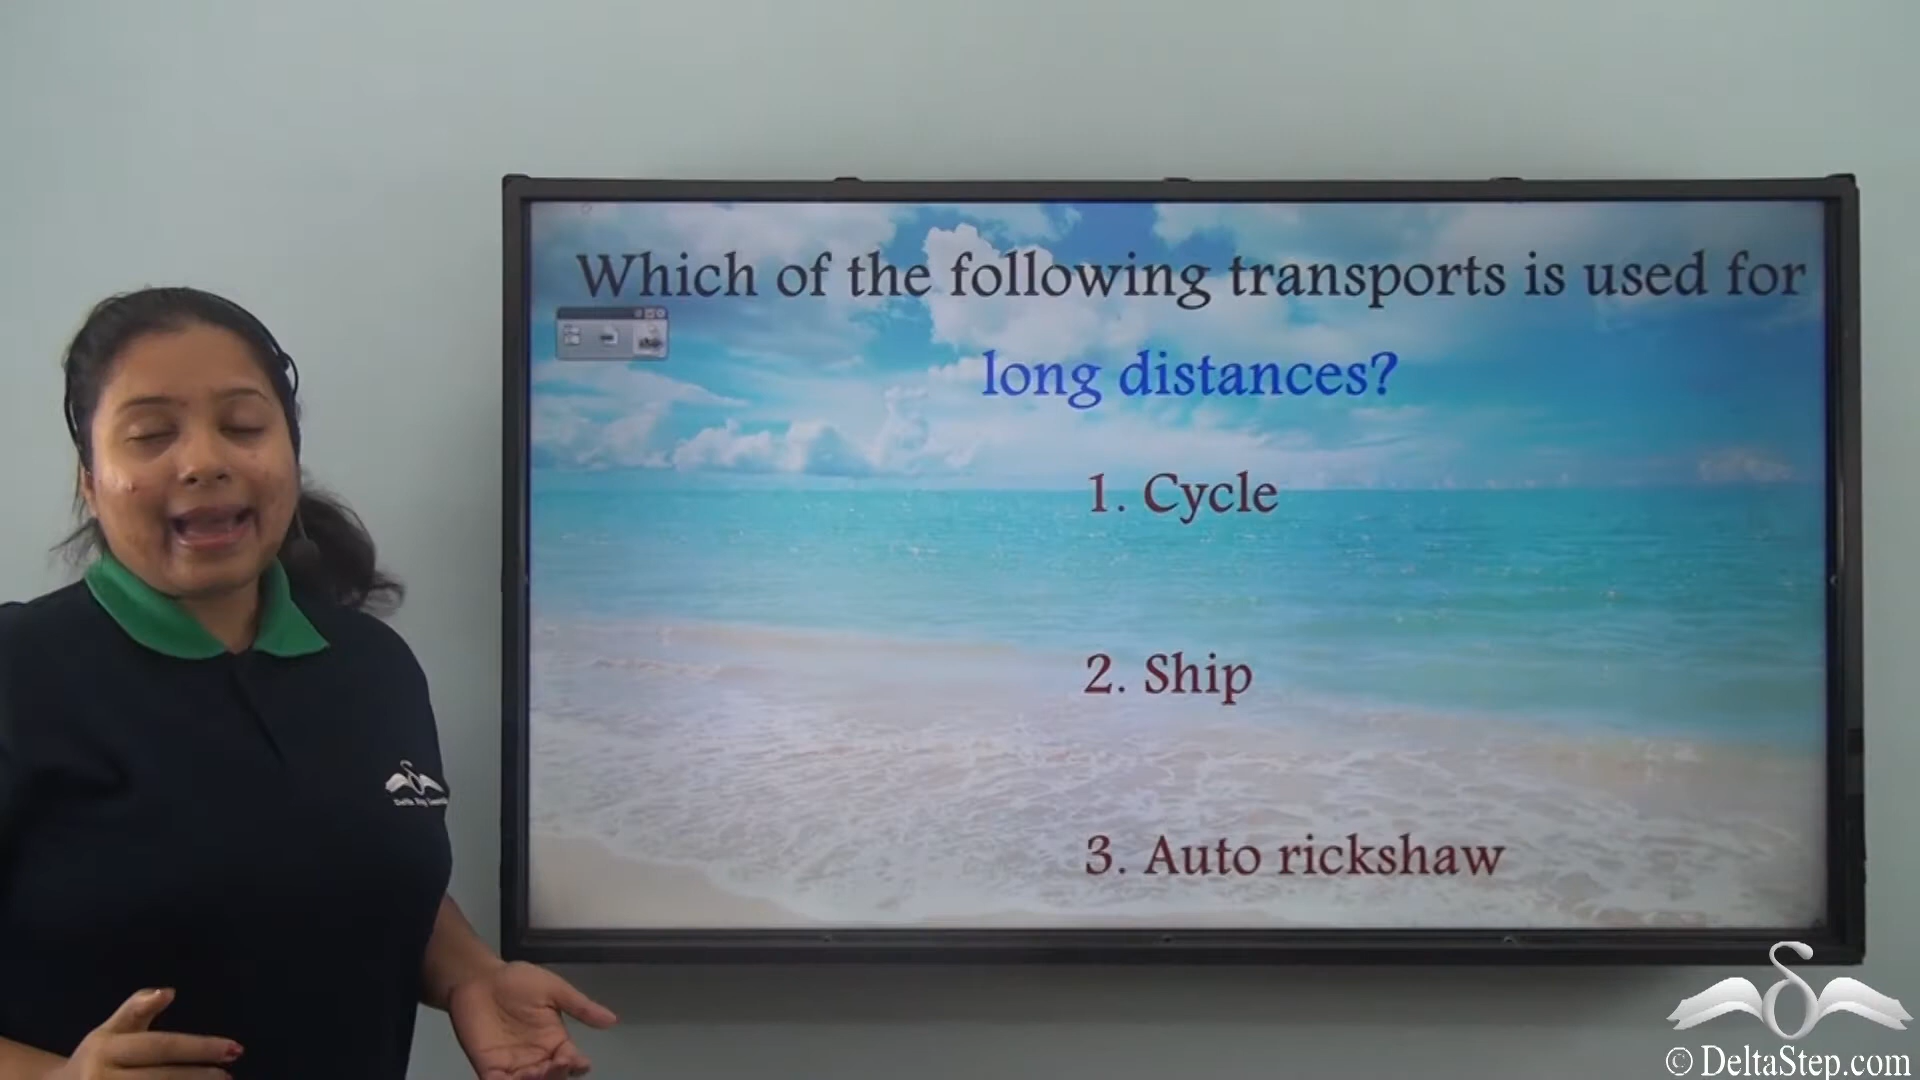 Which of the following transports is used for
long distances?
1. Cycle
2. Ship
3. Auto rickshaw
© DeltaStep.com